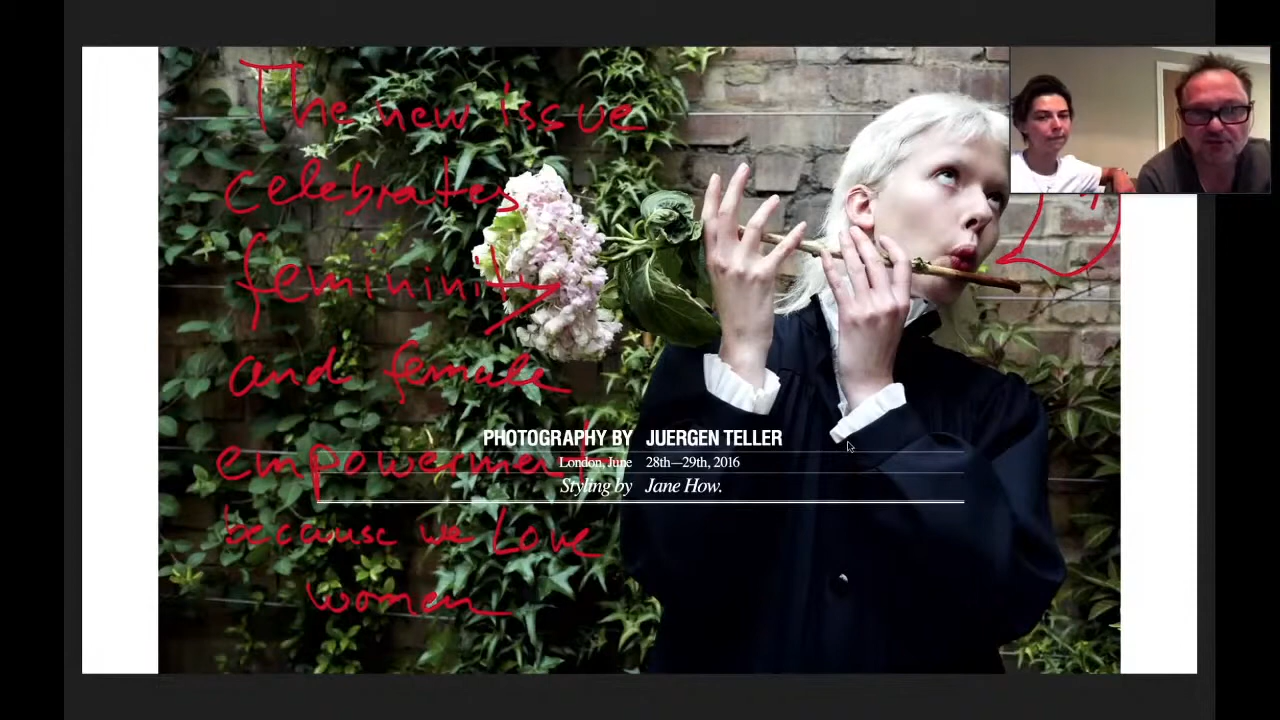 The new issue
celebrates
femininity
and female
empowerment
because we Love
women
PHOTOGRAPHY BY JUERGEN TELLER
London, June 28th—29th, 2016
Styling by Jane How.